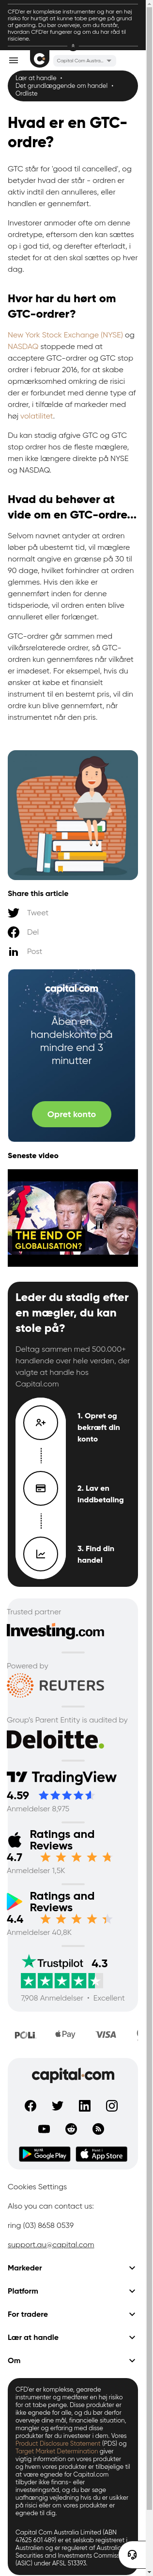 CFD'er er komplekse instrumenter og har en høj
risiko for hurtigt at kunne tabe penge på grund
af gearing. Du bør overveje, om du forstår,
hvordan CFD'er fungerer og om du har råd til
risiciene.
Capital Com Austra...
Lær at handle •
Det grundlæggende om handel •
Ordliste
Hvad er en GTC-
ordre?
GTC står for 'good til cancelled', og en
betyder det hver sælge - ordren er
aktiv indtil den annulleres, eller
handlen er gennemført.
Investorer anmoder ofte om denne
ordretype, eftersom den kan sættes
op i god tid, og derefter efterladt, i
stedet for at den skal sættes op hver
dag.
Hvor har du hørt om
GTC-ordrer?
New York Stock Exchange (NYSE) og
NASDAQ stoppede med at
acceptere GTC-ordrer og GTC stop
ordrer i februar 2016, for at skabe
opmærksomhed omkring de risici
der er forbundet med denne type af
ordrer, i tilfælde af markeder med
høj volatilitet.
Du kan stadig giver GTC og GTC
stop ordrer hos de fleste mæglere,
men ikke længere direkte på NYSE
og NASDAQ.
Hvad du behøver at
vide om en GTC-ordre...
Selvom navnet antyder at ordren
løber på ubestemt tid, vil mæglere
normalt angive en grænse på 30 til
90 dage, hvilket forhindrer at ordren
glemmes. Hvis den ikke er
gennemført inden for denne
tidsperiode, vil ordren enten blive
annulleret eller forlænget.
GTC-ordrer går sammen med
vilkårsrelaterede ordrer, så GTC-
ordren kun gennemføres når vilkåret
er imødeset. For eksempel, hvis du
ønsker at købe et finansielt
instrument til en bestemt pris, vil din
ordre kun blive gennemført, når
instrumentet når den pris.
Share this article
Tweet
Del
Post
capital.com
Åben en
handelskonto på
mindre end 3
minutter
Opret konto
Seneste video
THE END OF
GLOBALISATION?
Leder du stadig efter
en mægler, du kan
stole på?
Deltag sammen med 500.000+
handlende over hele verden, der
valgte at handle hos
Capital.com
1. Opret og
bekræft din
konto
2. Lav en
inddbetaling
3. Find din
handel
Trusted partner
Investing.com
Powered by
REUTERS
Group's Parent Entity is audited by
Deloitte.
TradingView
4.59
Anmeldelser 8,975
Ratings and
Reviews
4.7
Anmeldelser 1,5K
Ratings and
Reviews
4.4
Anmeldelser 40,8K
Trustpilot 4.3
7,908 Anmeldelser • Excellent
POLi
Pay
VISA
capital.com
Google Play
App Store
Cookies Settings
Also you can contact us:
ring (03) 8658 0539
support.au@capital.com
Markeder
Platform
For tradere
Lær at handle
Om
CFD'er er komplekse, gearede
instrumenter og medfører en høj risiko
for tab. Disse produkter er muligvis ikke
egnede for alle, og du bør derfor
overveje dine mål, finansielle situation,
mangler og erfaring med disse
produkter før du investerer i dem. Vores
Product Disclosure Statement (PDS) og
Target Market Determination giver
vigtig information om vores produkter
og hvem vores produkter er tilbøjelige til
at være egnede for. Capital.com
tilbyder ikke finans- eller
investeringsråd, og du bør søge
uafhængig vejledning hvis du er usikker
på risici eller om vores produkter er
egnede til dig.
Capital Com Australia Limited (ABN
47625 601 489) er et selskab registreret i
Australien og er reguleret af Australian
Securities and Investments Commission
(ASIC) under AFSL 513393.